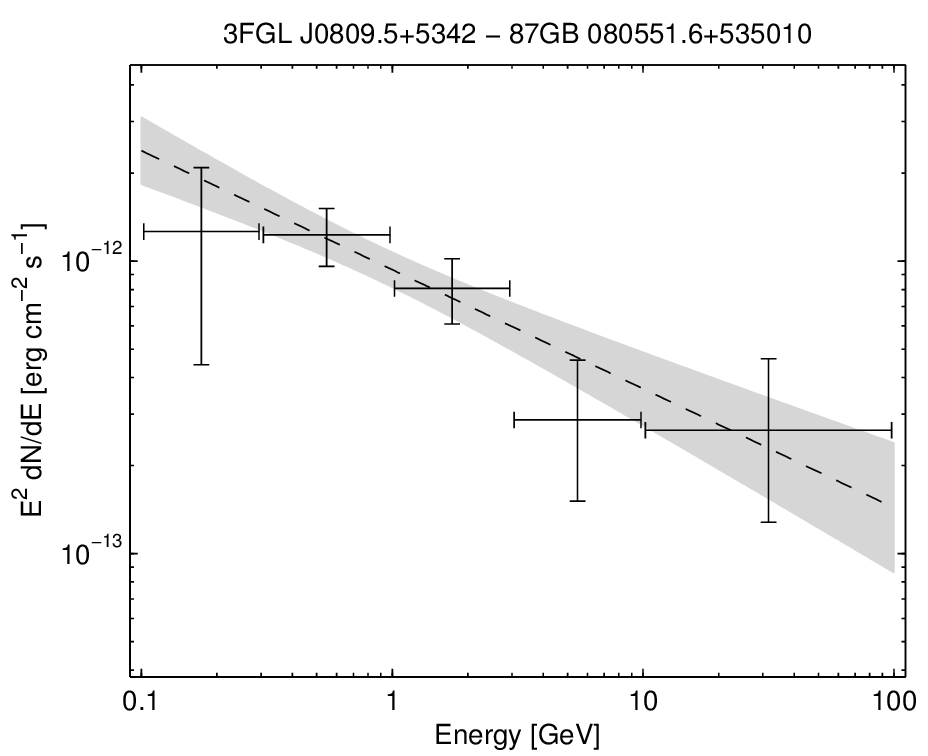 3FGL J0809.5+5342 − 87GB 080551.6+535010
E² dN/dE [erg cm⁻² s⁻¹]
10⁻¹²
10⁻¹³
0.1 1 10 100
Energy [GeV]